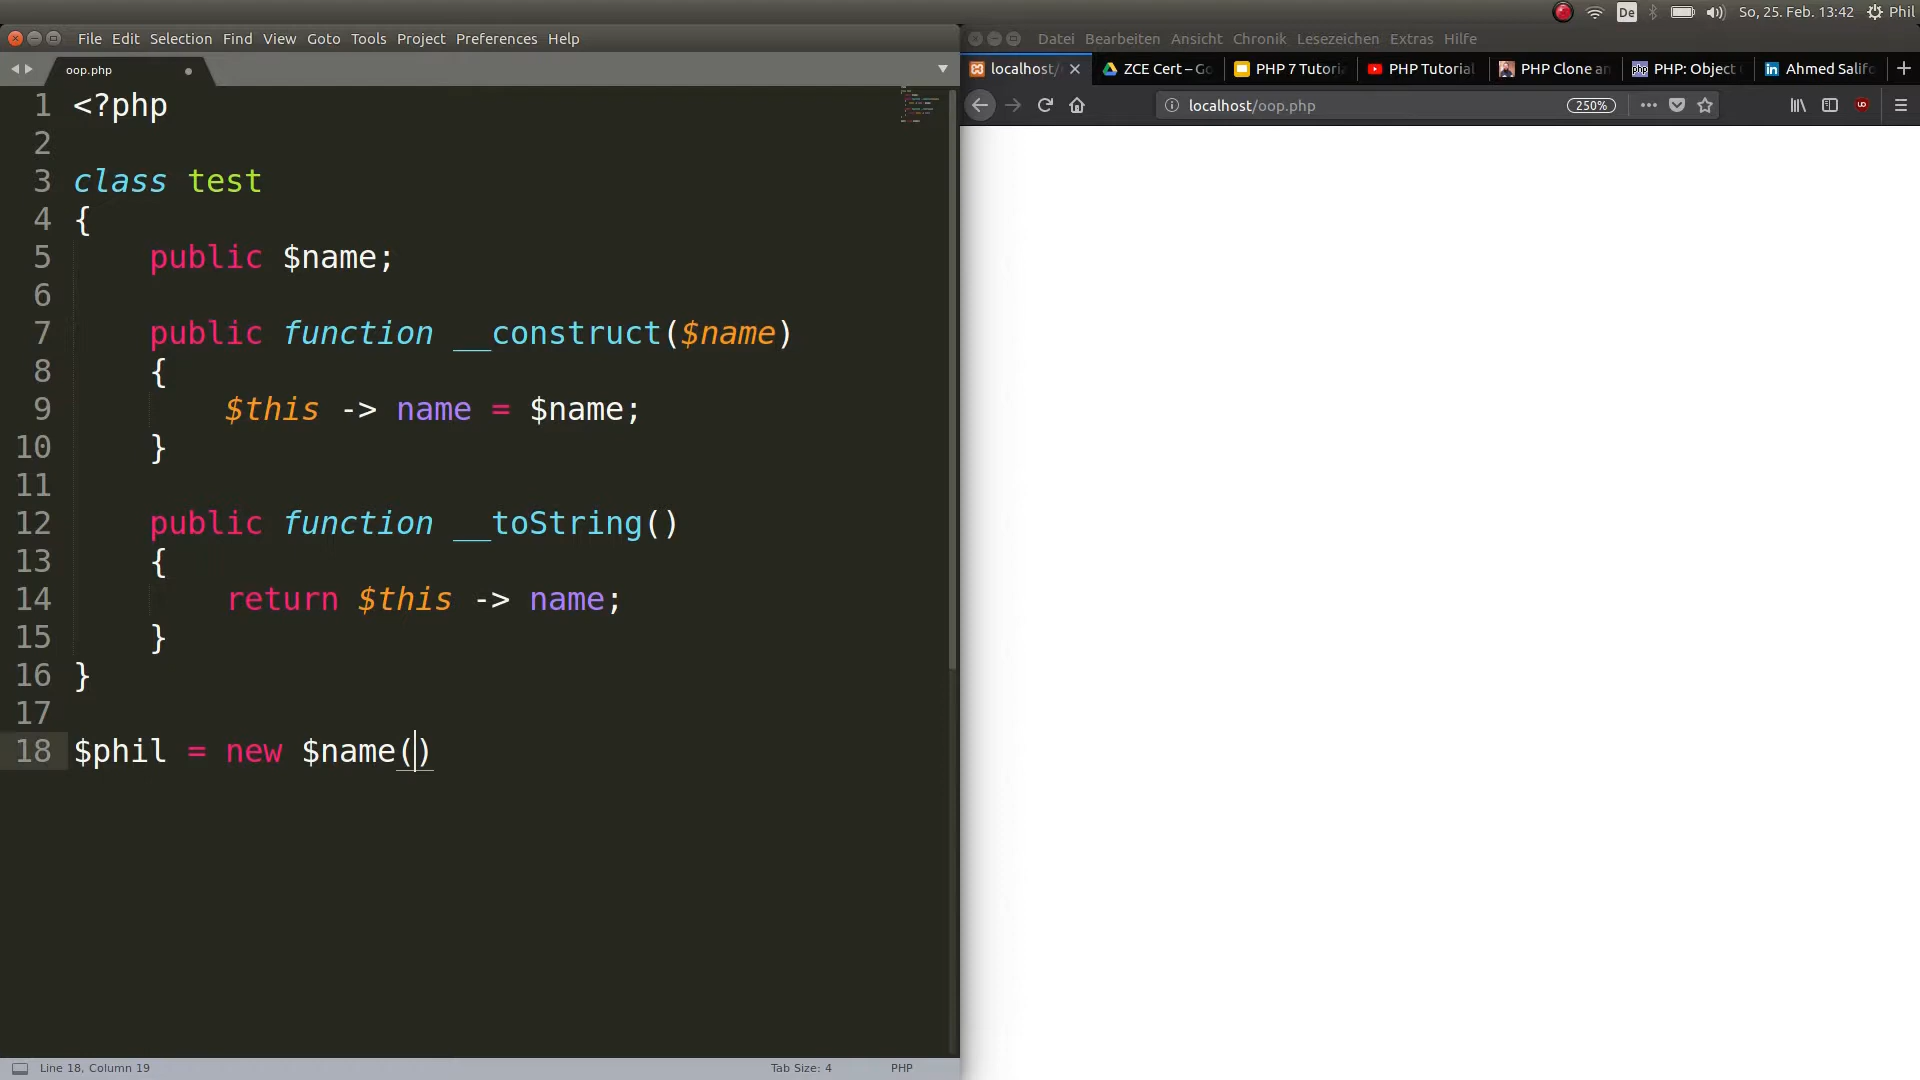 De
So, 25. Feb. 13:42
Phil
File Edit Selection Find View Goto Tools Project Preferences Help
Datei Bearbeiten Ansicht Chronik Lesezeichen Extras Hilfe
oop.php
localhost/
ZCE Cert – Go
PHP 7 Tutoria
PHP Tutorial
PHP Clone an
PHP: Object
Ahmed Salifo
localhost/oop.php
250%
1 <?php
2
3 class test
4 {
5 public $name;
6
7 public function __construct($name)
8 {
9 $this -> name = $name;
10 }
11
12 public function __toString()
13 {
14 return $this -> name;
15 }
16 }
17
18 $phil = new $name()
Line 18, Column 19
Tab Size: 4
PHP